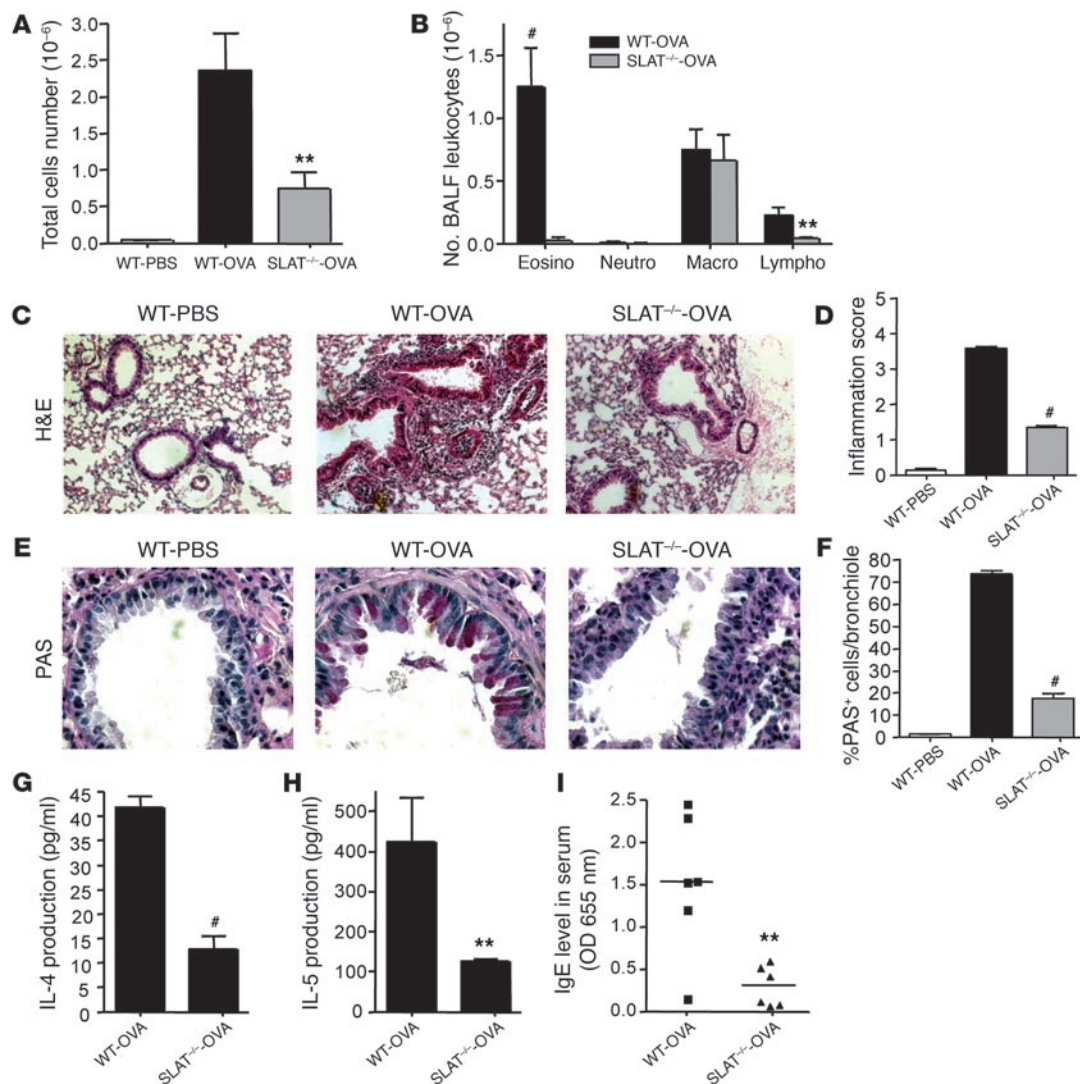 A
Total cells number (10⁻⁶)
3.0
2.5
2.0
1.5
1.0
0.5
0.0
**
WT-PBS WT-OVA SLAT⁻/⁻-OVA
B
No. BALF leukocytes (10⁻⁶)
1.5
1.0
0.5
0.0
#
WT-OVA
SLAT⁻/⁻-OVA
**
Eosino Neutro Macro Lympho
C
WT-PBS WT-OVA SLAT⁻/⁻-OVA
H&E
D
Inflammation score
5
4
3
2
1
0
#
WT-PBS
WT-OVA
SLAT⁻/⁻-OVA
E
WT-PBS WT-OVA SLAT⁻/⁻-OVA
PAS
F
%PAS⁺ cells/bronchiole
80
70
60
50
40
30
20
10
0
#
WT-PBS
WT-OVA
SLAT⁻/⁻-OVA
G
IL-4 production (pg/ml)
45
40
35
30
25
20
15
10
5
0
#
WT-OVA
SLAT⁻/⁻-OVA
H
IL-5 production (pg/ml)
500
400
300
200
100
0
**
WT-OVA
SLAT⁻/⁻-OVA
I
IgE level in serum
(OD 655 nm)
2.5
2.0
1.5
1.0
0.5
0.0
**
WT-OVA
SLAT⁻/⁻-OVA